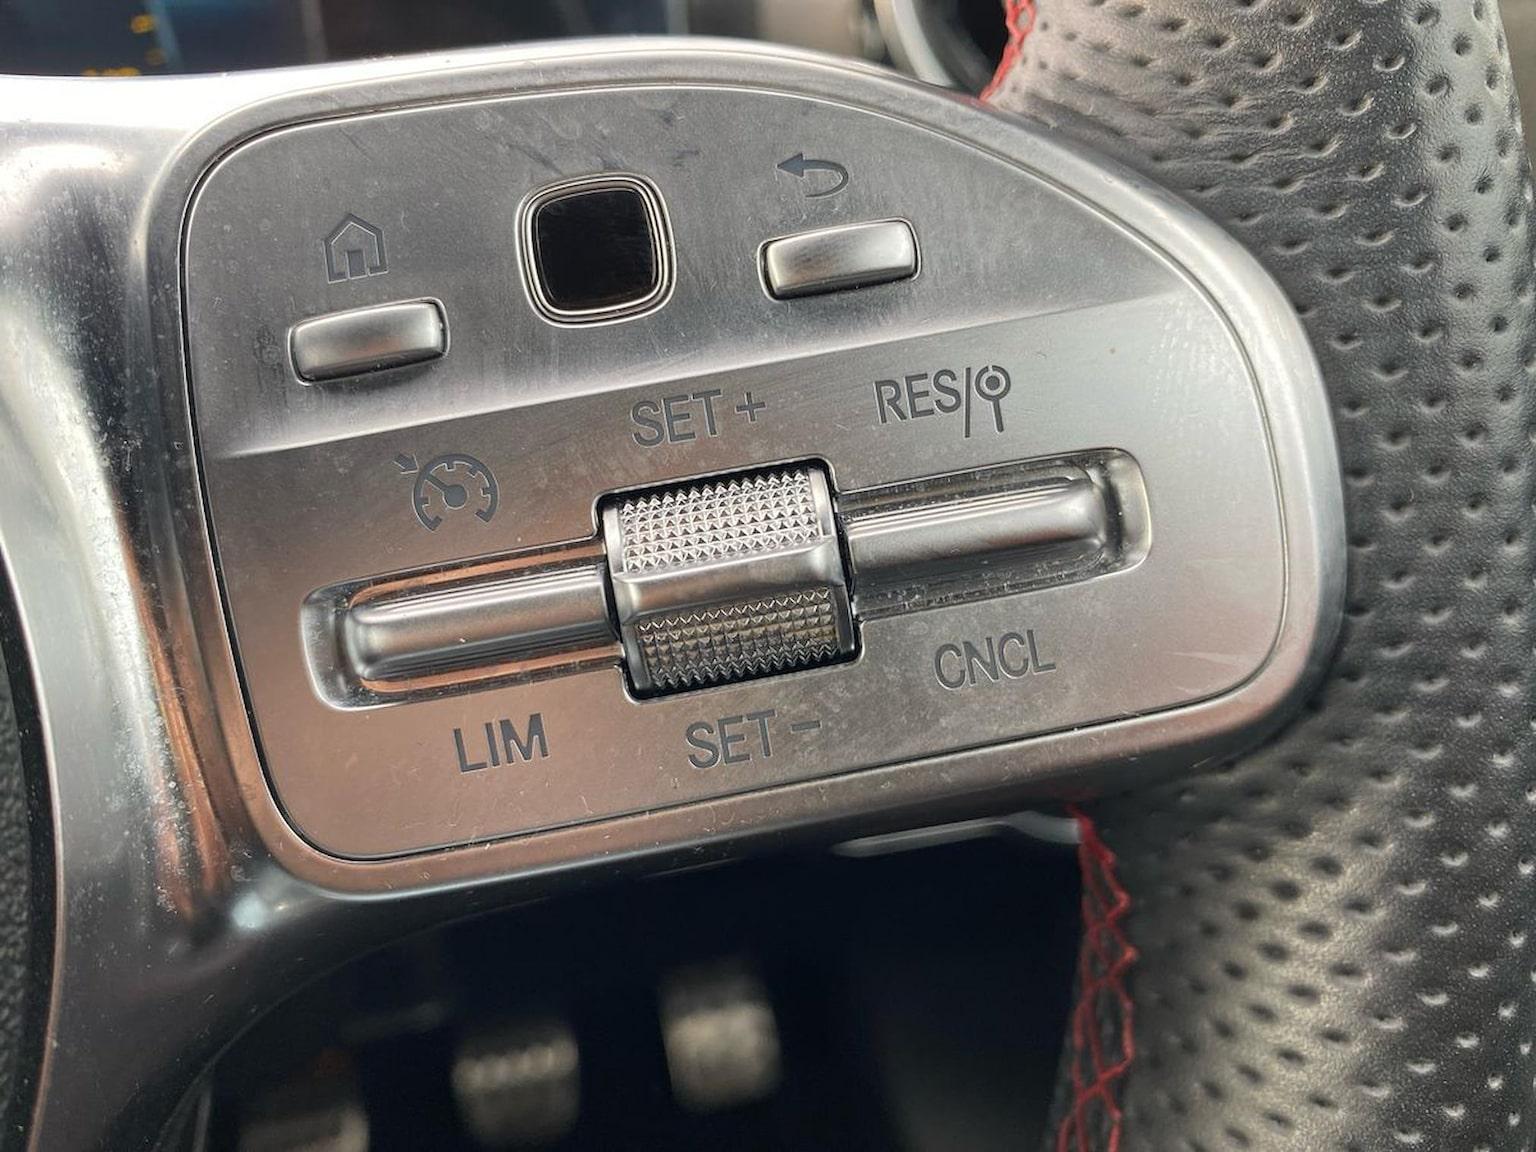 SET +
RES/
LIM
SET -
CNCL